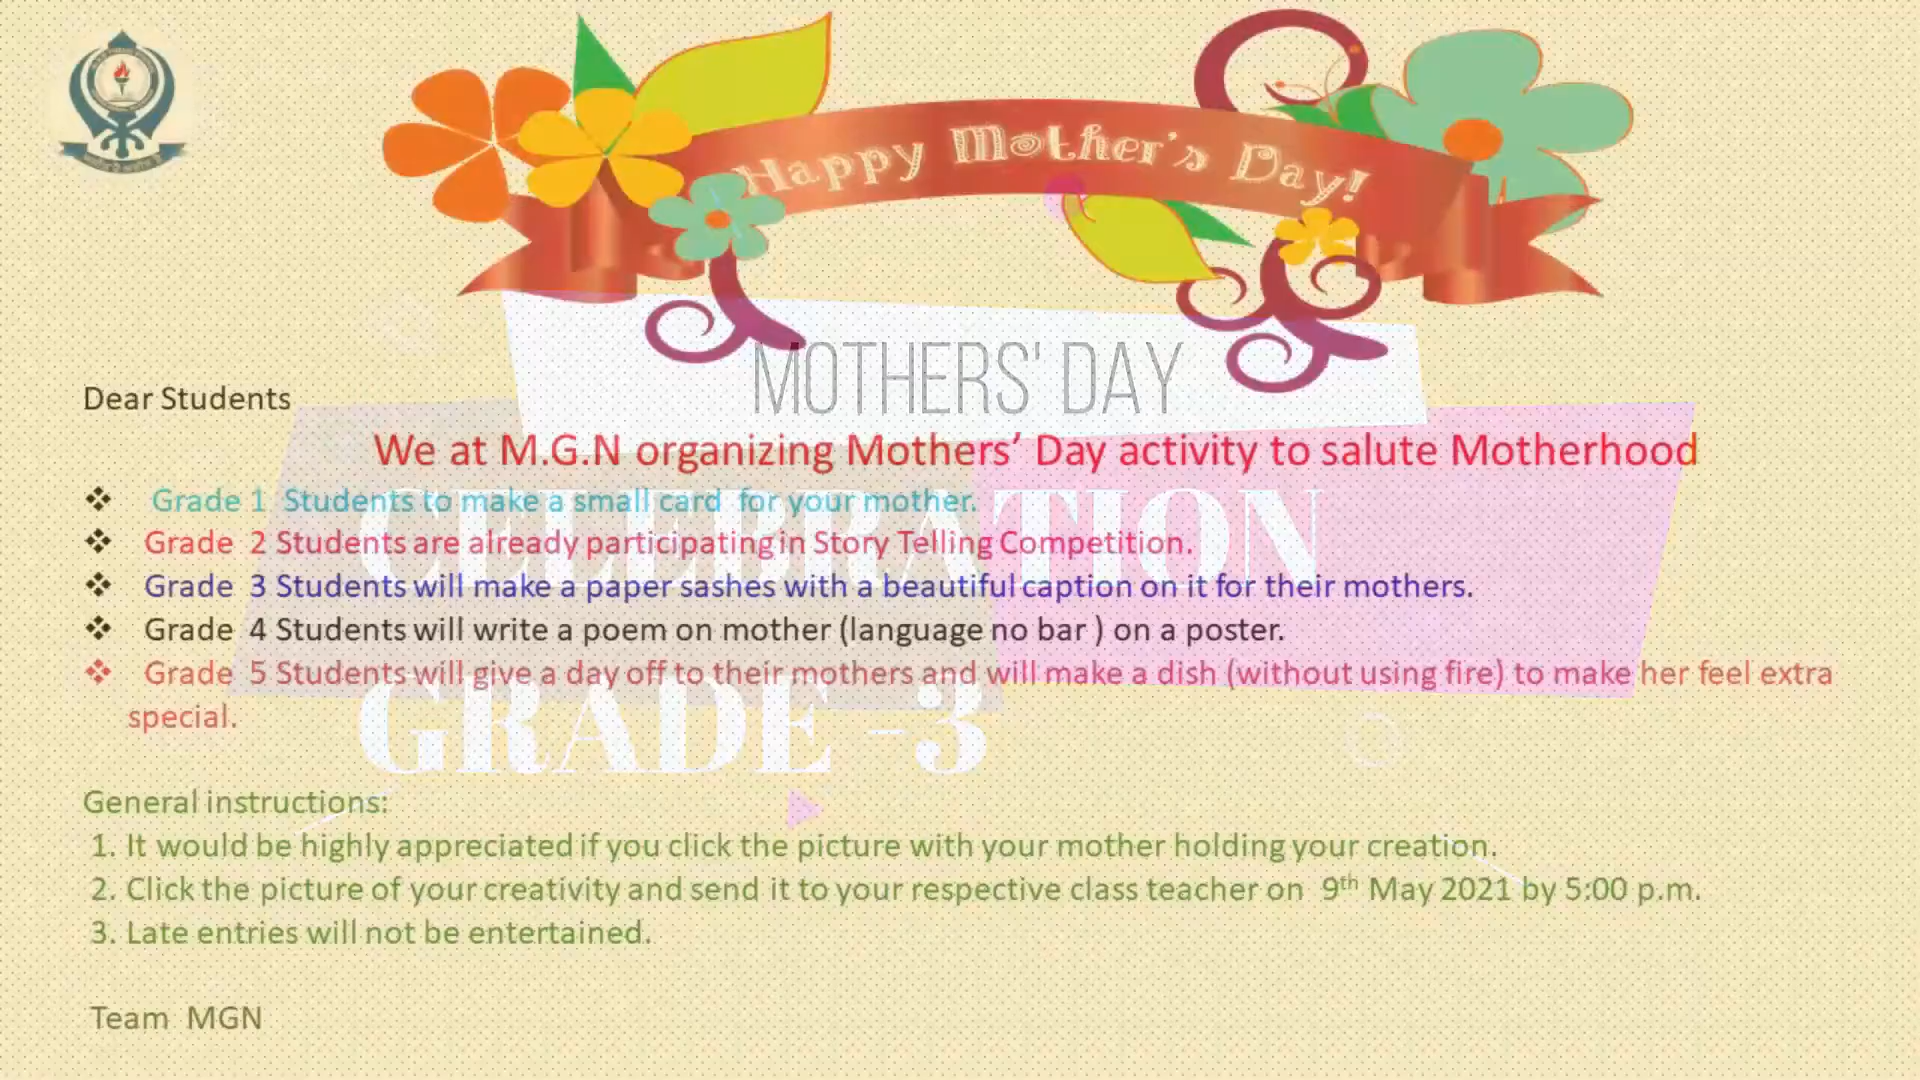 Happy Mother's Day!
MOTHERS' DAY
Dear Students
We at M.G.N organizing Mothers’ Day activity to salute Motherhood
CELEBRATION
❖ Grade 1 Students to make a small card for your mother.
❖ Grade 2 Students are already participating in Story Telling Competition.
❖ Grade 3 Students will make a paper sashes with a beautiful caption on it for their mothers.
❖ Grade 4 Students will write a poem on mother (language no bar ) on a poster.
❖ Grade 5 Students will give a day off to their mothers and will make a dish (without using fire) to make her feel extra
special.
GRADE -3
General instructions:
1. It would be highly appreciated if you click the picture with your mother holding your creation.
2. Click the picture of your creativity and send it to your respective class teacher on 9th May 2021 by 5:00 p.m.
3. Late entries will not be entertained.
Team MGN